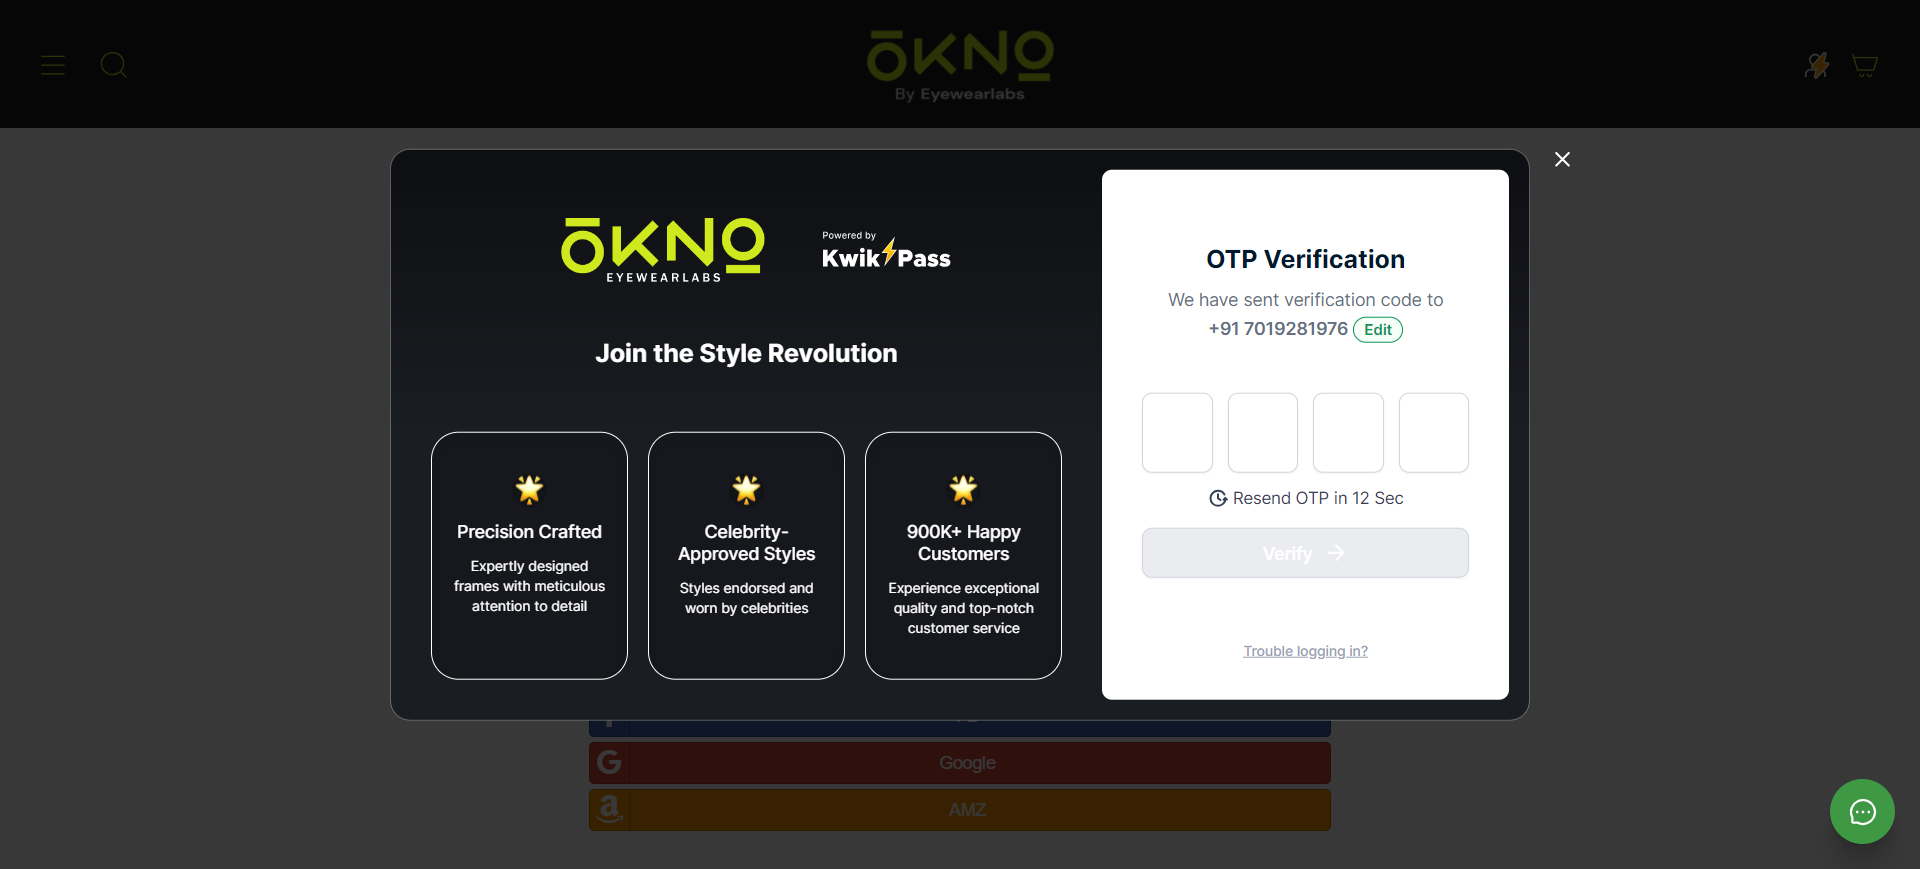 ōKNO
By Eyewearlabs
ōKNO
EYEWEARLABS
Powered by
Kwik Pass
Join the Style Revolution
Precision Crafted
Expertly designed
frames with meticulous
attention to detail
Celebrity-
Approved Styles
Styles endorsed and
worn by celebrities
900K+ Happy
Customers
Experience exceptional
quality and top-notch
customer service
OTP Verification
We have sent verification code to
+91 7019281976 Edit
Resend OTP in 12 Sec
Verify
Trouble logging in?
Google
AMZ